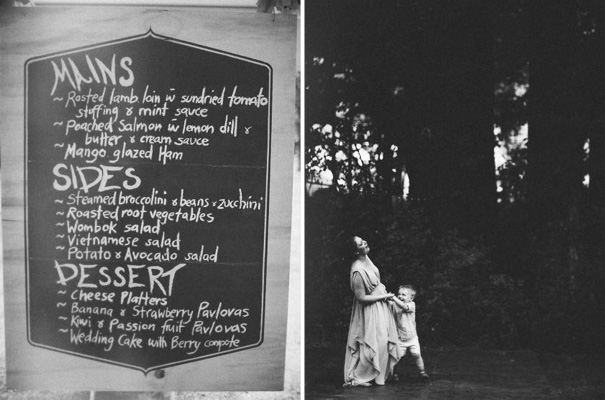 MAINS
~ Rosted lamb loin w̄ sundried tomato
stuffing & mint sauce
~ Poached Salmon w̄ lemon dill &
butter & cream sauce
~ Mango glazed Ham
SIDES
~ Steamed broccolini & beans & zucchini
~ Roasted root vegetables
~ Wombok salad
~ Vietnamese salad
~ Potato & Avocado salad
DESSERT
~ Cheese Platters
~ Banana & Strawberry Pavlovas
~ Kiwi & Passion fruit Pavlovas
~ Wedding Cake with Berry compote